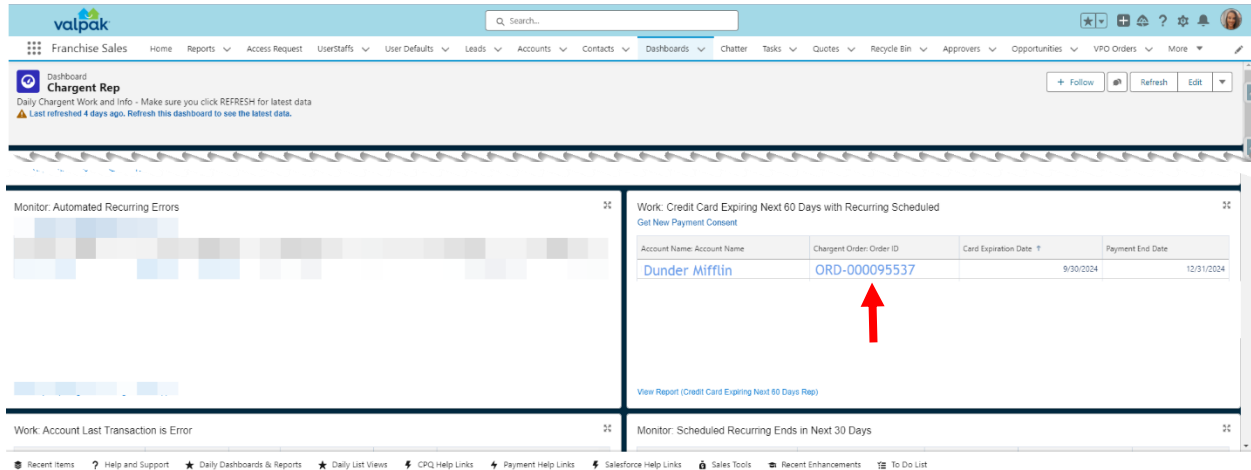 valpak
Search...
Franchise Sales Home Reports Access Request UserStaffs User Defaults Leads Accounts Contacts Dashboards Chatter Tasks Quotes Recycle Bin Approvers Opportunities VPO Orders More
Dashboard
Chargent Rep
+ Follow Refresh Edit
Daily Chargent Work and Info - Make sure you click REFRESH for latest data
Last refreshed 4 days ago. Refresh this dashboard to see the latest data.
Monitor: Automated Recurring Errors
Work: Credit Card Expiring Next 60 Days with Recurring Scheduled
Get New Payment Consent
Account Name: Account Name Chargent Order: Order ID Card Expiration Date ↑ Payment End Date
Dunder Mifflin ORD-000095537 9/30/2024 12/31/2024
View Report (Credit Card Expiring Next 60 Days Rep)
Work: Account Last Transaction is Error
Monitor: Scheduled Recurring Ends in Next 30 Days
Recent Items ? Help and Support Daily Dashboards & Reports Daily List Views CPQ Help Links Payment Help Links Salesforce Help Links Sales Tools Recent Enhancements To Do List